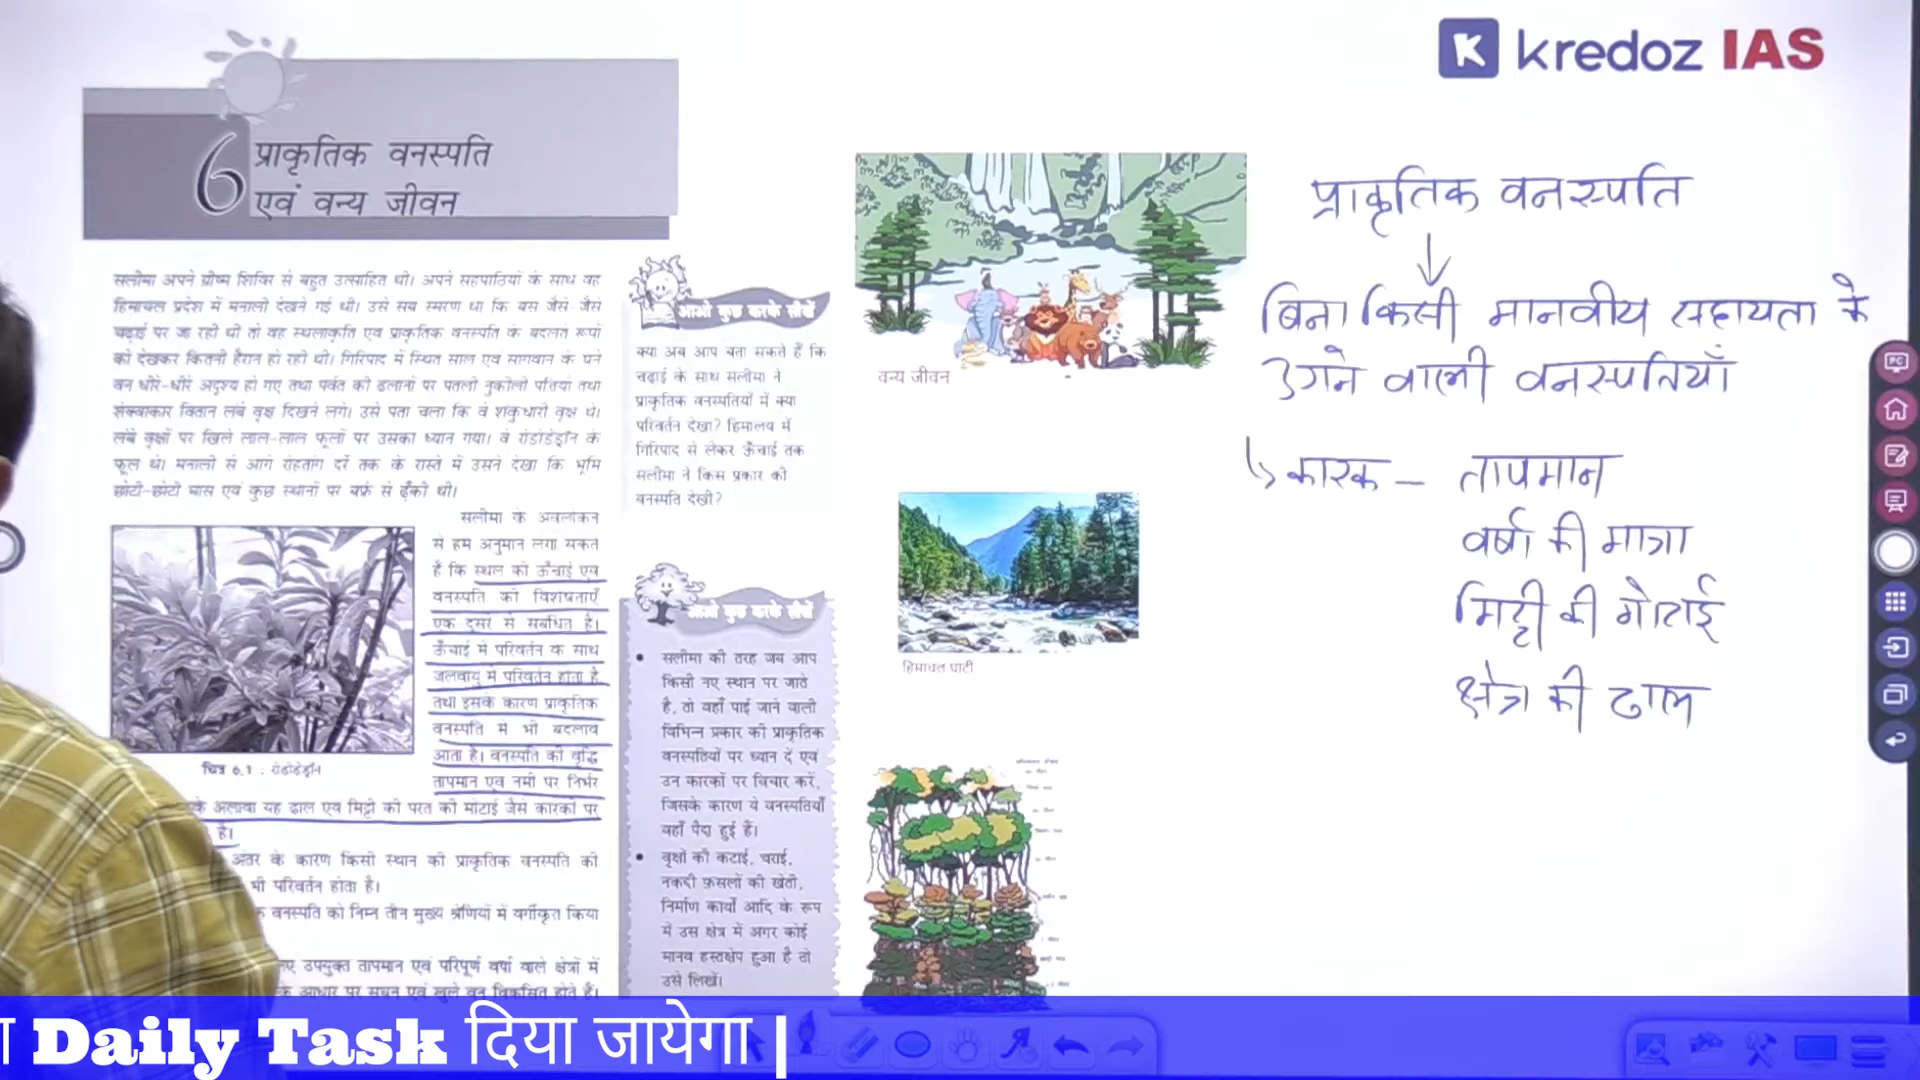 kredoz IAS
6 प्राकृतिक वनस्पति
एवं वन्य जीवन
सलीमा अपने ग्रीष्म शिविर से बहुत उत्साहित थी। अपने सहपाठियों के साथ वह
हिमाचल प्रदेश में मनाली देखने गई थी। उसे सब स्मरण था कि बस जैसे जैसे
चढ़ाई पर जा रही थी तो वह स्थलाकृति एवं प्राकृतिक वनस्पति के बदलते रूपों
को देखकर कितनी हैरान हो रही थी। गिरिपाद में स्थित साल एवं सागवान के घने
वन धीरे-धीरे अदृश्य हो गए तथा पर्वत की ढलानों पर पतली नुकीली पत्तियां तथा
शंक्वाकार वितान लंबे वृक्ष दिखने लगे। उसे पता चला कि वे शंकुधारी वृक्ष थे।
लंबे वृक्षों पर खिले लाल-लाल फूलों पर उसका ध्यान गया। वे रोडोडेंड्रॉन के
फूल थे। मनाली से आगे रोहतांग दर्रे तक के रास्ते में उसने देखा कि भूमि
छोटी-छोटी घास एवं कुछ स्थानों पर बर्फ से ढँकी थी।
सलीमा के अवलोकन
से हम अनुमान लगा सकते
हैं कि स्थल की ऊँचाई एवं
वनस्पति की विशेषताएँ
एक दूसरे से संबंधित है।
ऊँचाई में परिवर्तन के साथ
जलवायु में परिवर्तन होता है
तथा इसके कारण प्राकृतिक
वनस्पति में भी बदलाव
आता है। वनस्पति की वृद्धि
तापमान एवं नमी पर निर्भर
के अलावा यह ढाल एवं मिट्टी की परत की मोटाई जैसे कारकों पर
है।
चित्र 6.1 : रोडोडेंड्रॉन
अंतर के कारण किसी स्थान की प्राकृतिक वनस्पति की
भी परिवर्तन होता है।
वनस्पति को निम्न तीन मुख्य श्रेणियों में वर्गीकृत किया
उपयुक्त तापमान एवं परिपूर्ण वर्षा वाले क्षेत्रों में
के आधार पर सघन एवं खुले वन विकसित होते हैं।
आओ कुछ करके सीखें
क्या अब आप बता सकते हैं कि
चढ़ाई के साथ सलीमा ने
प्राकृतिक वनस्पतियों में क्या
परिवर्तन देखा? हिमालय में
गिरिपाद से लेकर ऊँचाई तक
सलीमा ने किस प्रकार की
वनस्पति देखी?
आओ कुछ करके सीखें
• सलीमा की तरह जब आप
किसी नए स्थान पर जाते
है, तो वहाँ पाई जाने वाली
विभिन्न प्रकार की प्राकृतिक
वनस्पतियों पर ध्यान दें एवं
उन कारकों पर विचार करें,
जिसके कारण ये वनस्पतियाँ
वहाँ पैदा हुई हैं।
• वृक्षों की कटाई, चराई,
नकदी फ़सलों की खेती,
निर्माण कार्यों आदि के रूप
में उस क्षेत्र में अगर कोई
मानव हस्तक्षेप हुआ है तो
उसे लिखें।
वन्य जीवन
हिमाचल घाटी
प्राकृतिक वनस्पति
बिना किसी मानवीय सहायता के
उगने वाली वनस्पतियाँ
कारक – तापमान
वर्षा की मात्रा
मिट्टी की मोटाई
क्षेत्र की ढाल
Daily Task दिया जायेगा |